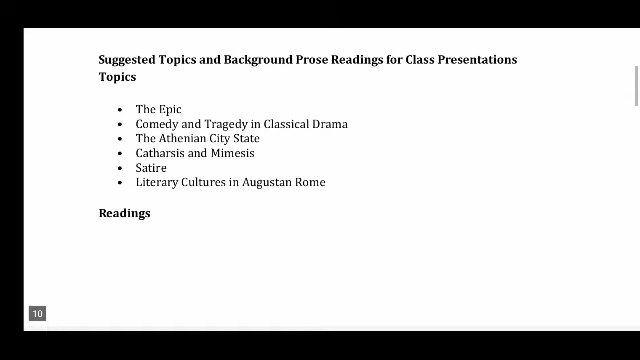 Suggested Topics and Background Prose Readings for Class Presentations
Topics
• The Epic
• Comedy and Tragedy in Classical Drama
• The Athenian City State
• Catharsis and Mimesis
• Satire
• Literary Cultures in Augustan Rome
Readings
10